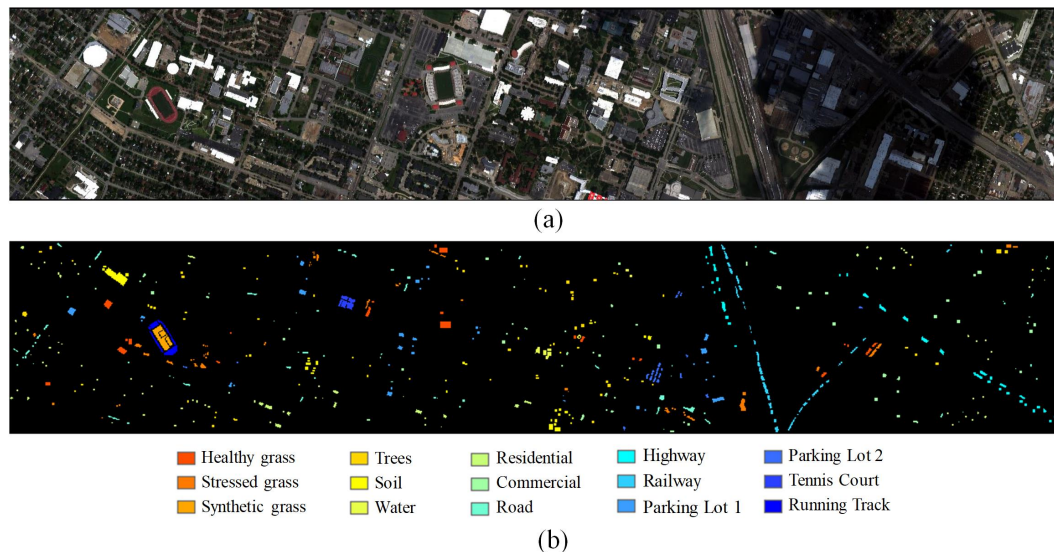 (a)
Healthy grass Trees Residential Highway Parking Lot 2
Stressed grass Soil Commercial Railway Tennis Court
Synthetic grass Water Road Parking Lot 1 Running Track
(b)